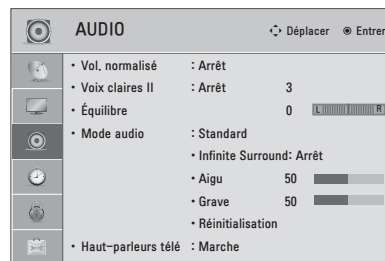 AUDIO Déplacer Entrer
• Vol. normalisé : Arrêt
• Voix claires II : Arrêt 3
• Équilibre 0 L R
• Mode audio : Standard
• Infinite Surround: Arrêt
• Aigu 50
• Grave 50
• Réinitialisation
• Haut-parleurs télé : Marche